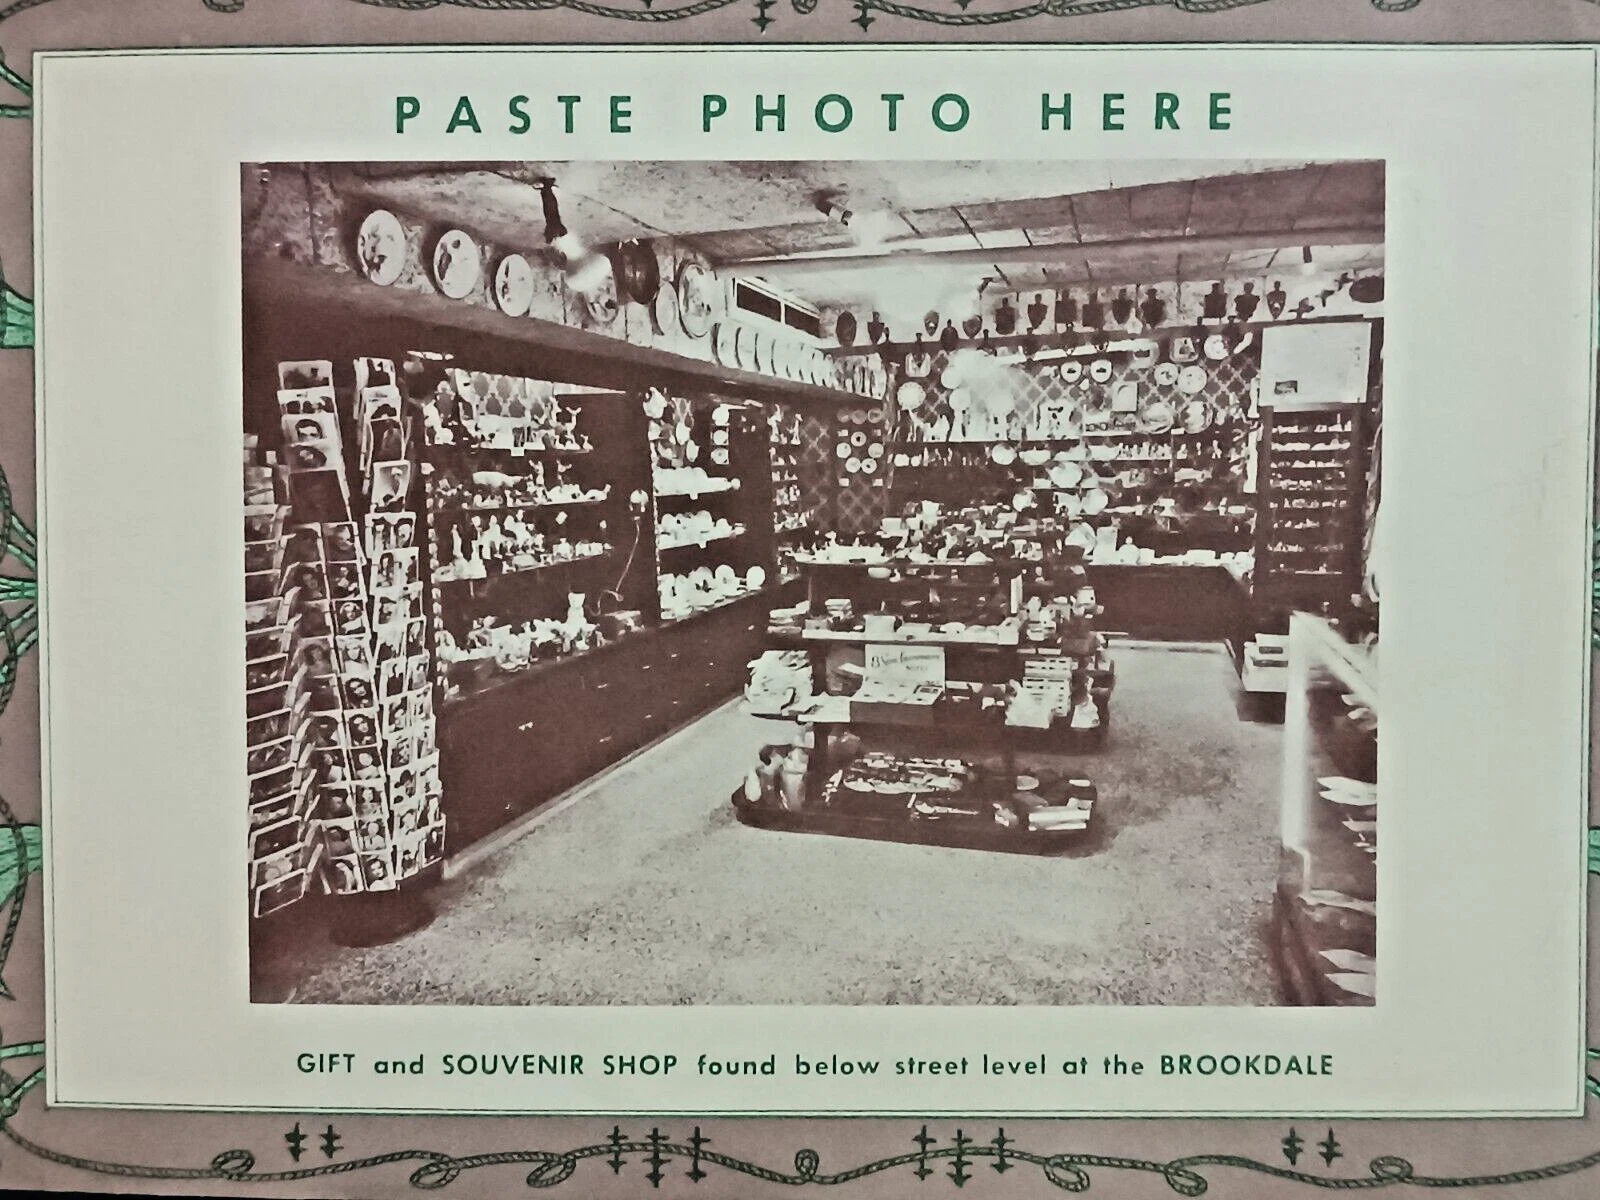 PASTE PHOTO HERE
GIFT and SOUVENIR SHOP found below street level at the BROOKDALE